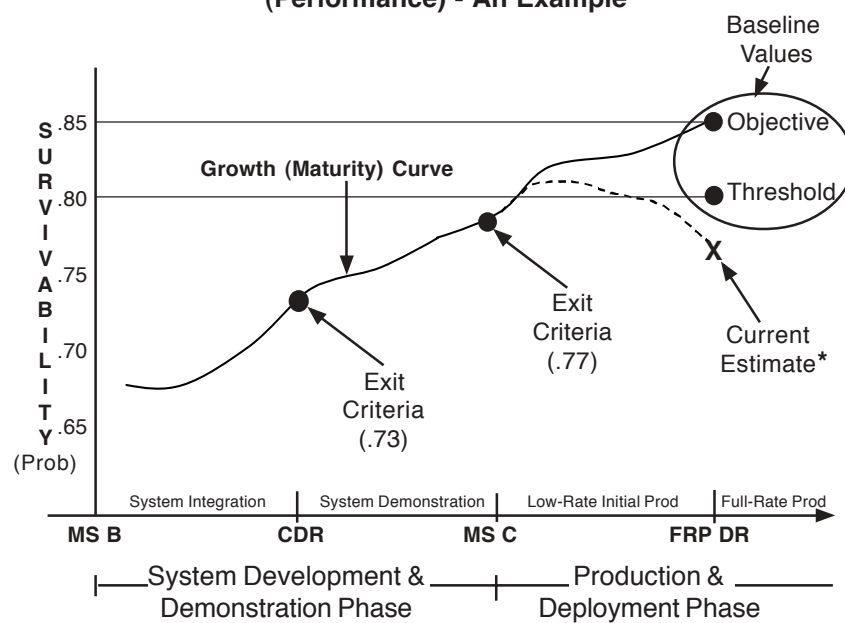 (Performance) - An Example
Baseline
Values
SURVIVABILITY
(Prob)
.85
.80
.75
.70
.65
Objective
Threshold
Growth (Maturity) Curve
Exit
Criteria
(.73)
Exit
Criteria
(.77)
X
Current
Estimate*
System Integration
System Demonstration
Low-Rate Initial Prod
Full-Rate Prod
MS B
CDR
MS C
FRP DR
System Development &
Demonstration Phase
Production &
Deployment Phase